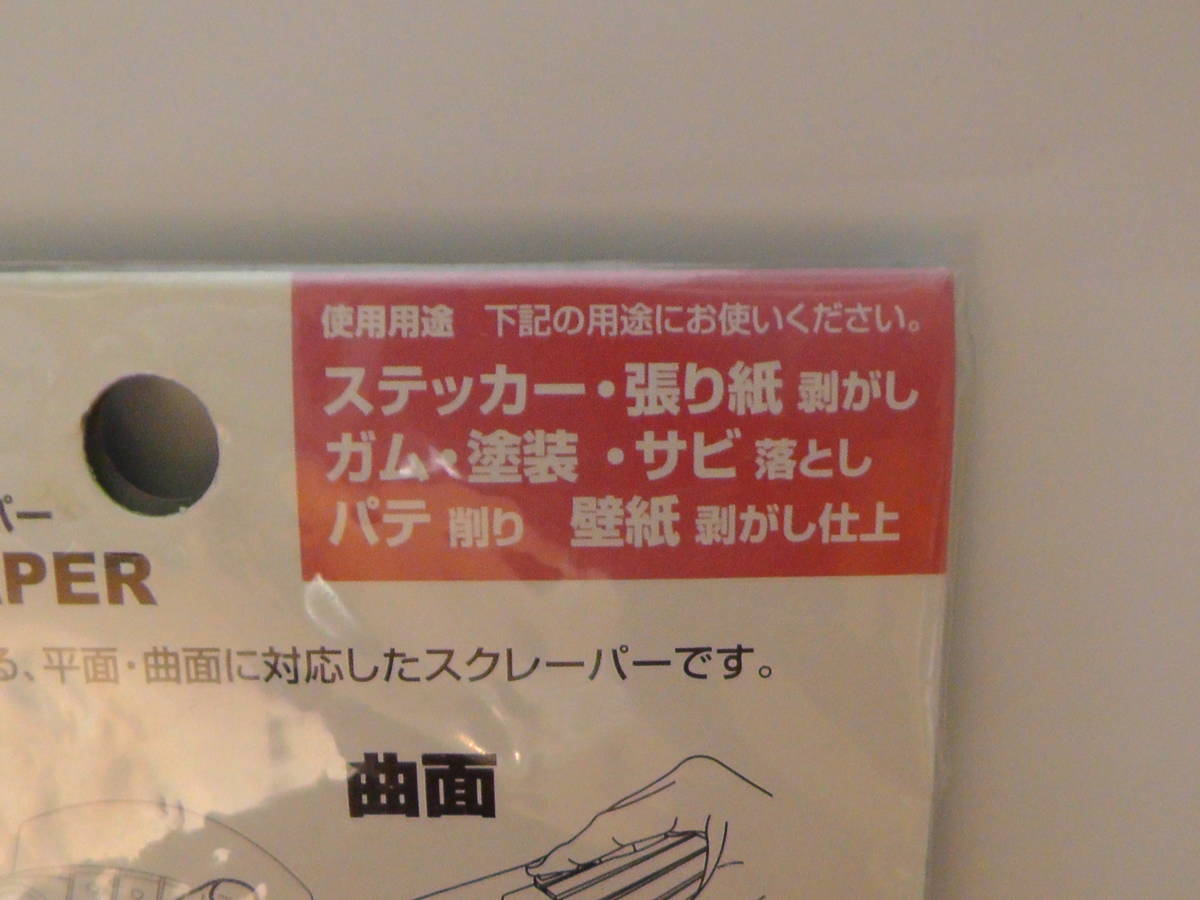 使用用途 下記の用途にお使いください。
ステッカー・張り紙 剥がし
ガム・塗装・サビ 落とし
パテ 削り 壁紙 剥がし仕上
パー
APER
る、平面・曲面に対応したスクレーパーです。
曲面